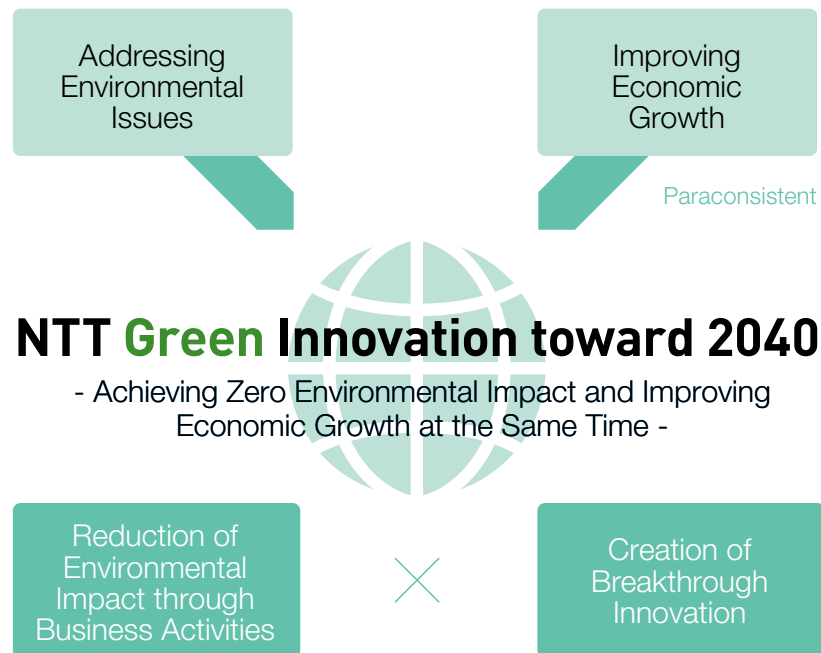 Addressing
Environmental
Issues
Improving
Economic
Growth
Paraconsistent
NTT Green Innovation toward 2040
- Achieving Zero Environmental Impact and Improving
Economic Growth at the Same Time -
Reduction of
Environmental
Impact through
Business Activities
×
Creation of
Breakthrough
Innovation